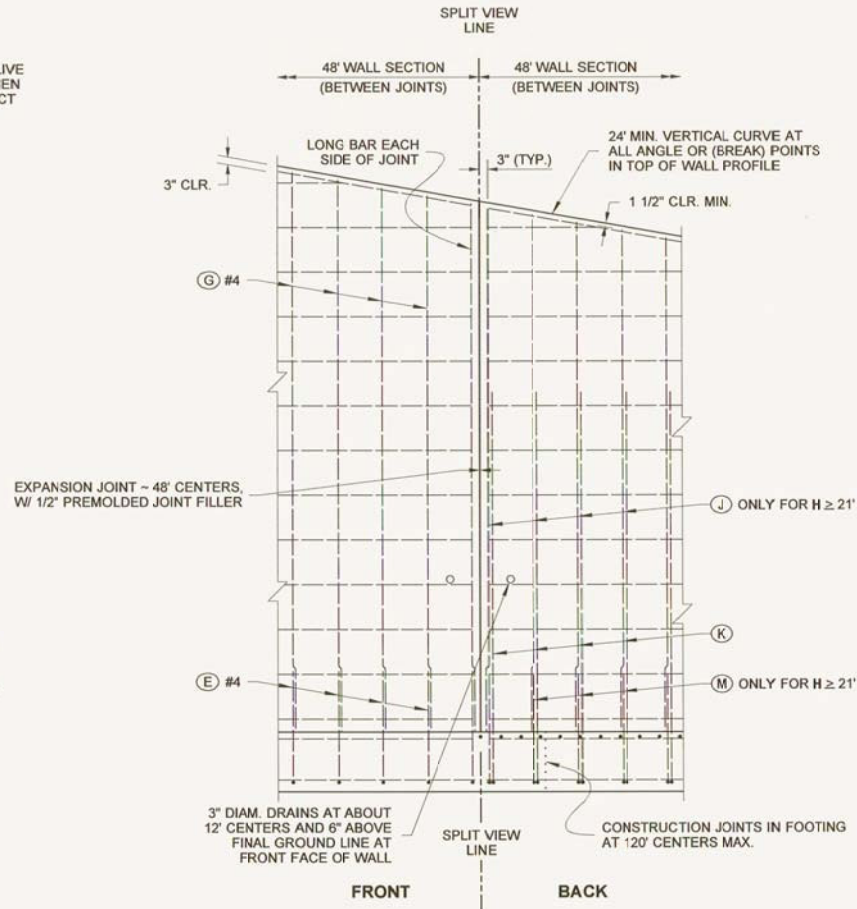 SPLIT VIEW
LINE
48' WALL SECTION
(BETWEEN JOINTS)
48' WALL SECTION
(BETWEEN JOINTS)
LONG BAR EACH
SIDE OF JOINT
3" (TYP.)
24' MIN. VERTICAL CURVE AT
ALL ANGLE OR (BREAK) POINTS
IN TOP OF WALL PROFILE
3" CLR.
1 1/2" CLR. MIN.
G #4
EXPANSION JOINT ~ 48' CENTERS,
W/ 1/2" PREMOLDED JOINT FILLER
J ONLY FOR H ≥ 21'
K
E #4
M ONLY FOR H ≥ 21'
3" DIAM. DRAINS AT ABOUT
12' CENTERS AND 6" ABOVE
FINAL GROUND LINE AT
FRONT FACE OF WALL
SPLIT VIEW
LINE
CONSTRUCTION JOINTS IN FOOTING
AT 120' CENTERS MAX.
FRONT
BACK